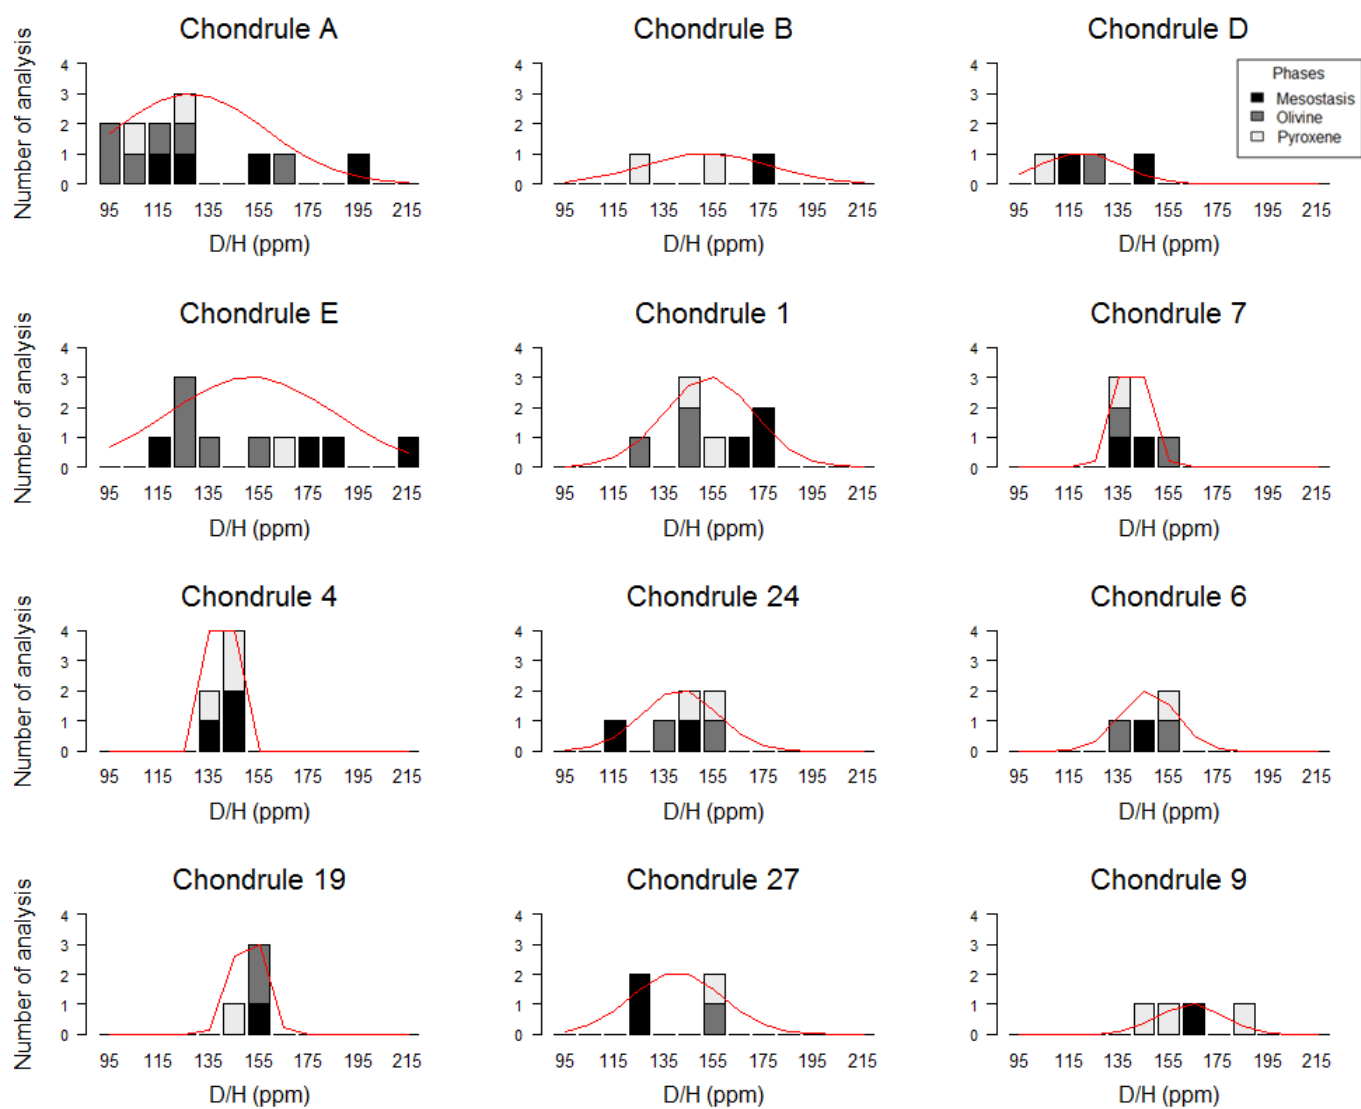 Chondrule A
Number of analysis
4
3
2
1
0
95 115 135 155 175 195 215
D/H (ppm)
Chondrule B
4
3
2
1
0
95 115 135 155 175 195 215
D/H (ppm)
Chondrule D
4
3
2
1
0
95 115 135 155 175 195 215
D/H (ppm)
Phases
Mesostasis
Olivine
Pyroxene
Chondrule E
Number of analysis
4
3
2
1
0
95 115 135 155 175 195 215
D/H (ppm)
Chondrule 1
4
3
2
1
0
95 115 135 155 175 195 215
D/H (ppm)
Chondrule 7
4
3
2
1
0
95 115 135 155 175 195 215
D/H (ppm)
Chondrule 4
Number of analysis
4
3
2
1
0
95 115 135 155 175 195 215
D/H (ppm)
Chondrule 24
4
3
2
1
0
95 115 135 155 175 195 215
D/H (ppm)
Chondrule 6
4
3
2
1
0
95 115 135 155 175 195 215
D/H (ppm)
Chondrule 19
Number of analysis
4
3
2
1
0
95 115 135 155 175 195 215
D/H (ppm)
Chondrule 27
4
3
2
1
0
95 115 135 155 175 195 215
D/H (ppm)
Chondrule 9
4
3
2
1
0
95 115 135 155 175 195 215
D/H (ppm)